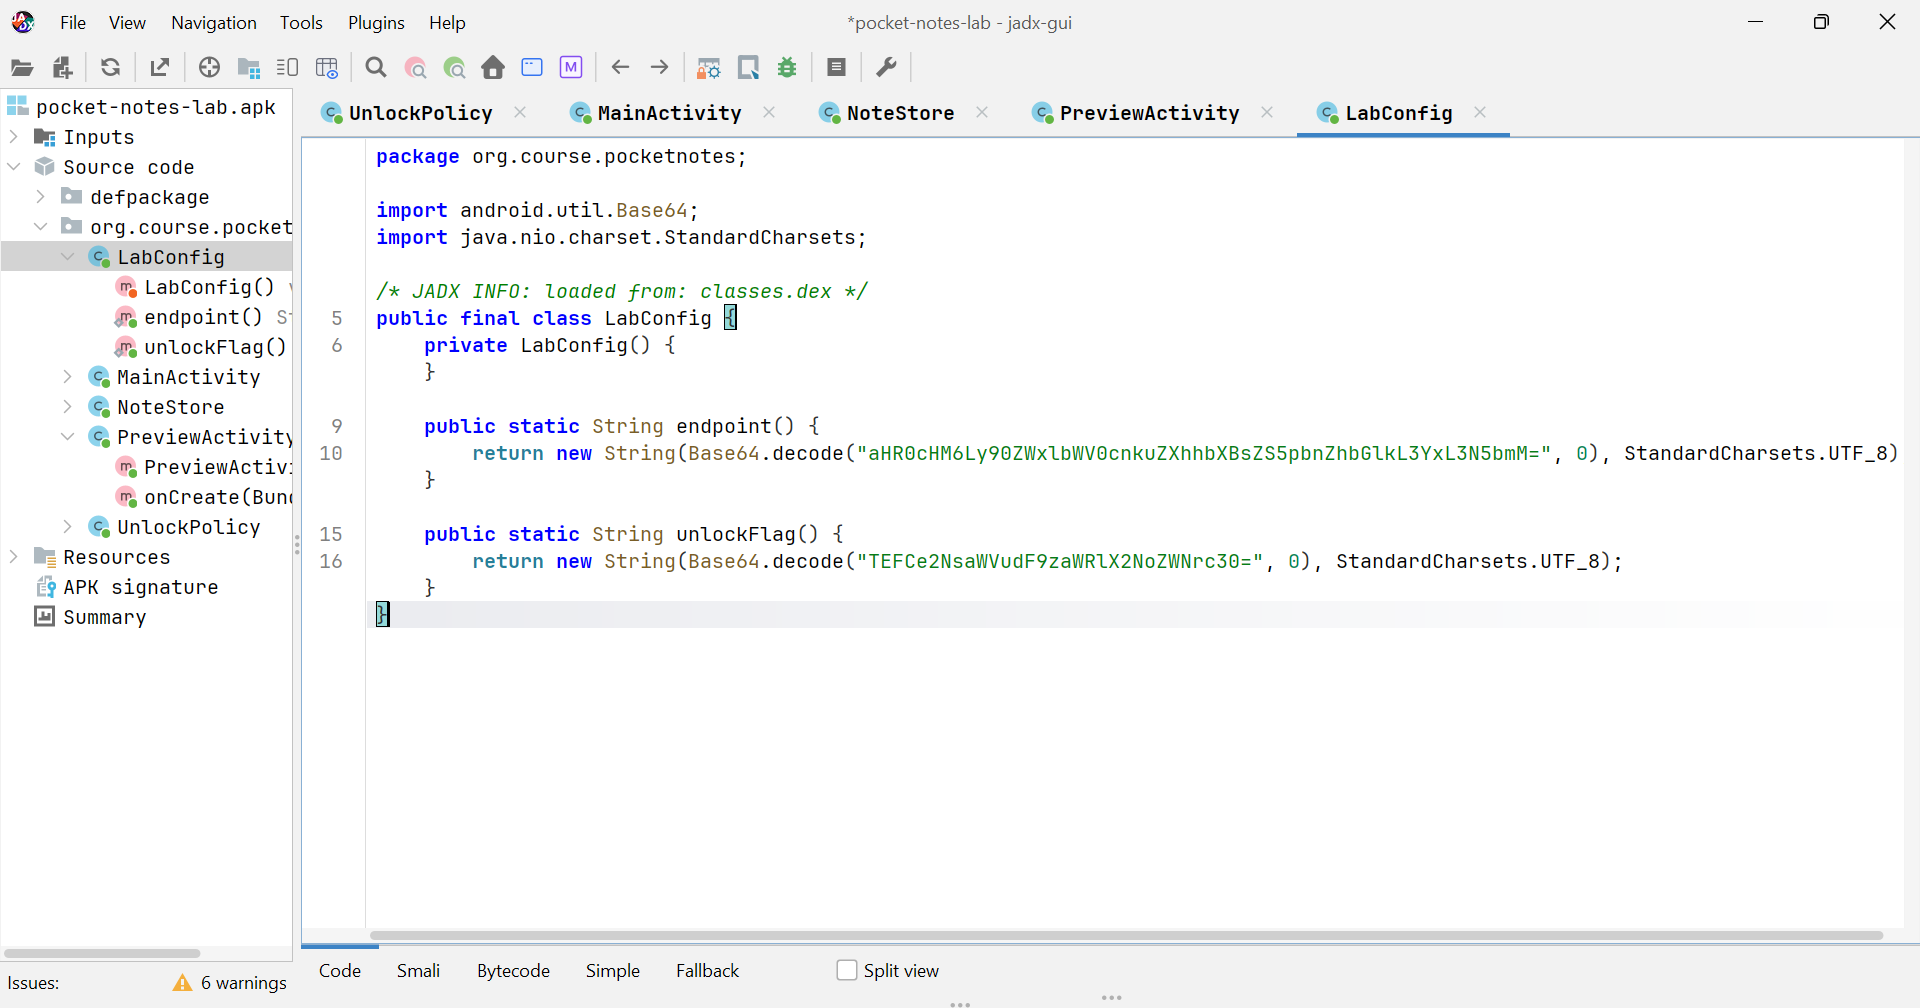 File View Navigation Tools Plugins Help
*pocket-notes-lab - jadx-gui
pocket-notes-lab.apk
Inputs
Source code
defpackage
org.course.pocket
LabConfig
LabConfig()
endpoint() St
unlockFlag()
MainActivity
NoteStore
PreviewActivity
PreviewActivi
onCreate(Bund
UnlockPolicy
Resources
APK signature
Summary
Issues: 6 warnings
UnlockPolicy MainActivity NoteStore PreviewActivity LabConfig
package org.course.pocketnotes;
import android.util.Base64;
import java.nio.charset.StandardCharsets;
/* JADX INFO: loaded from: classes.dex */
5 public final class LabConfig {
6 private LabConfig() {
}
9 public static String endpoint() {
10 return new String(Base64.decode("aHR0cHM6Ly90ZWxlbWV0cnkuZXhhbXBsZS5pbnZhbGlkL3YxL3N5bmM=", 0), StandardCharsets.UTF_8)
}
15 public static String unlockFlag() {
16 return new String(Base64.decode("TEFCe2NsaWVudF9zaWRlX2NoZWNrc30=", 0), StandardCharsets.UTF_8);
}
}
Code Smali Bytecode Simple Fallback Split view